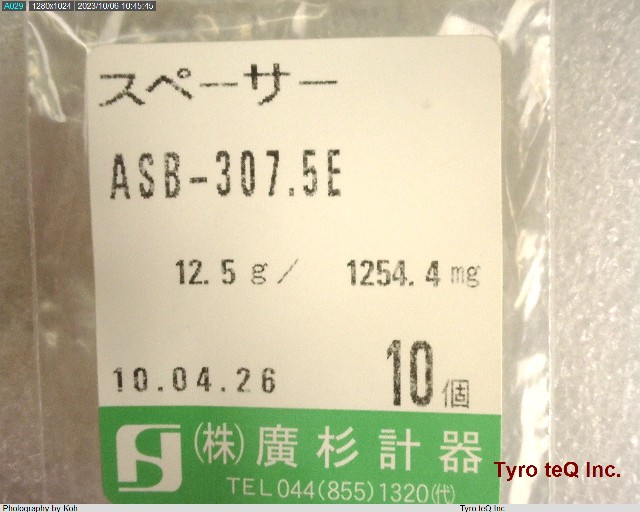 A029 1280x1024 2023/10/06 10:45:45
スペーサー
ASB-307.5E
12.5g/ 1254.4mg
10.04.26 10個
(株)廣杉計器
TEL044(855)1320(代)
Tyro teQ Inc.
Photography by Koh Tyro teQ Inc